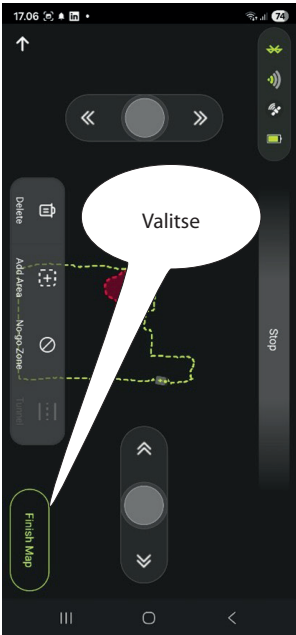 17.06
74
Valitse
Delete
Add Area
No-go Zone
Tunnel
Stop
Finish Map